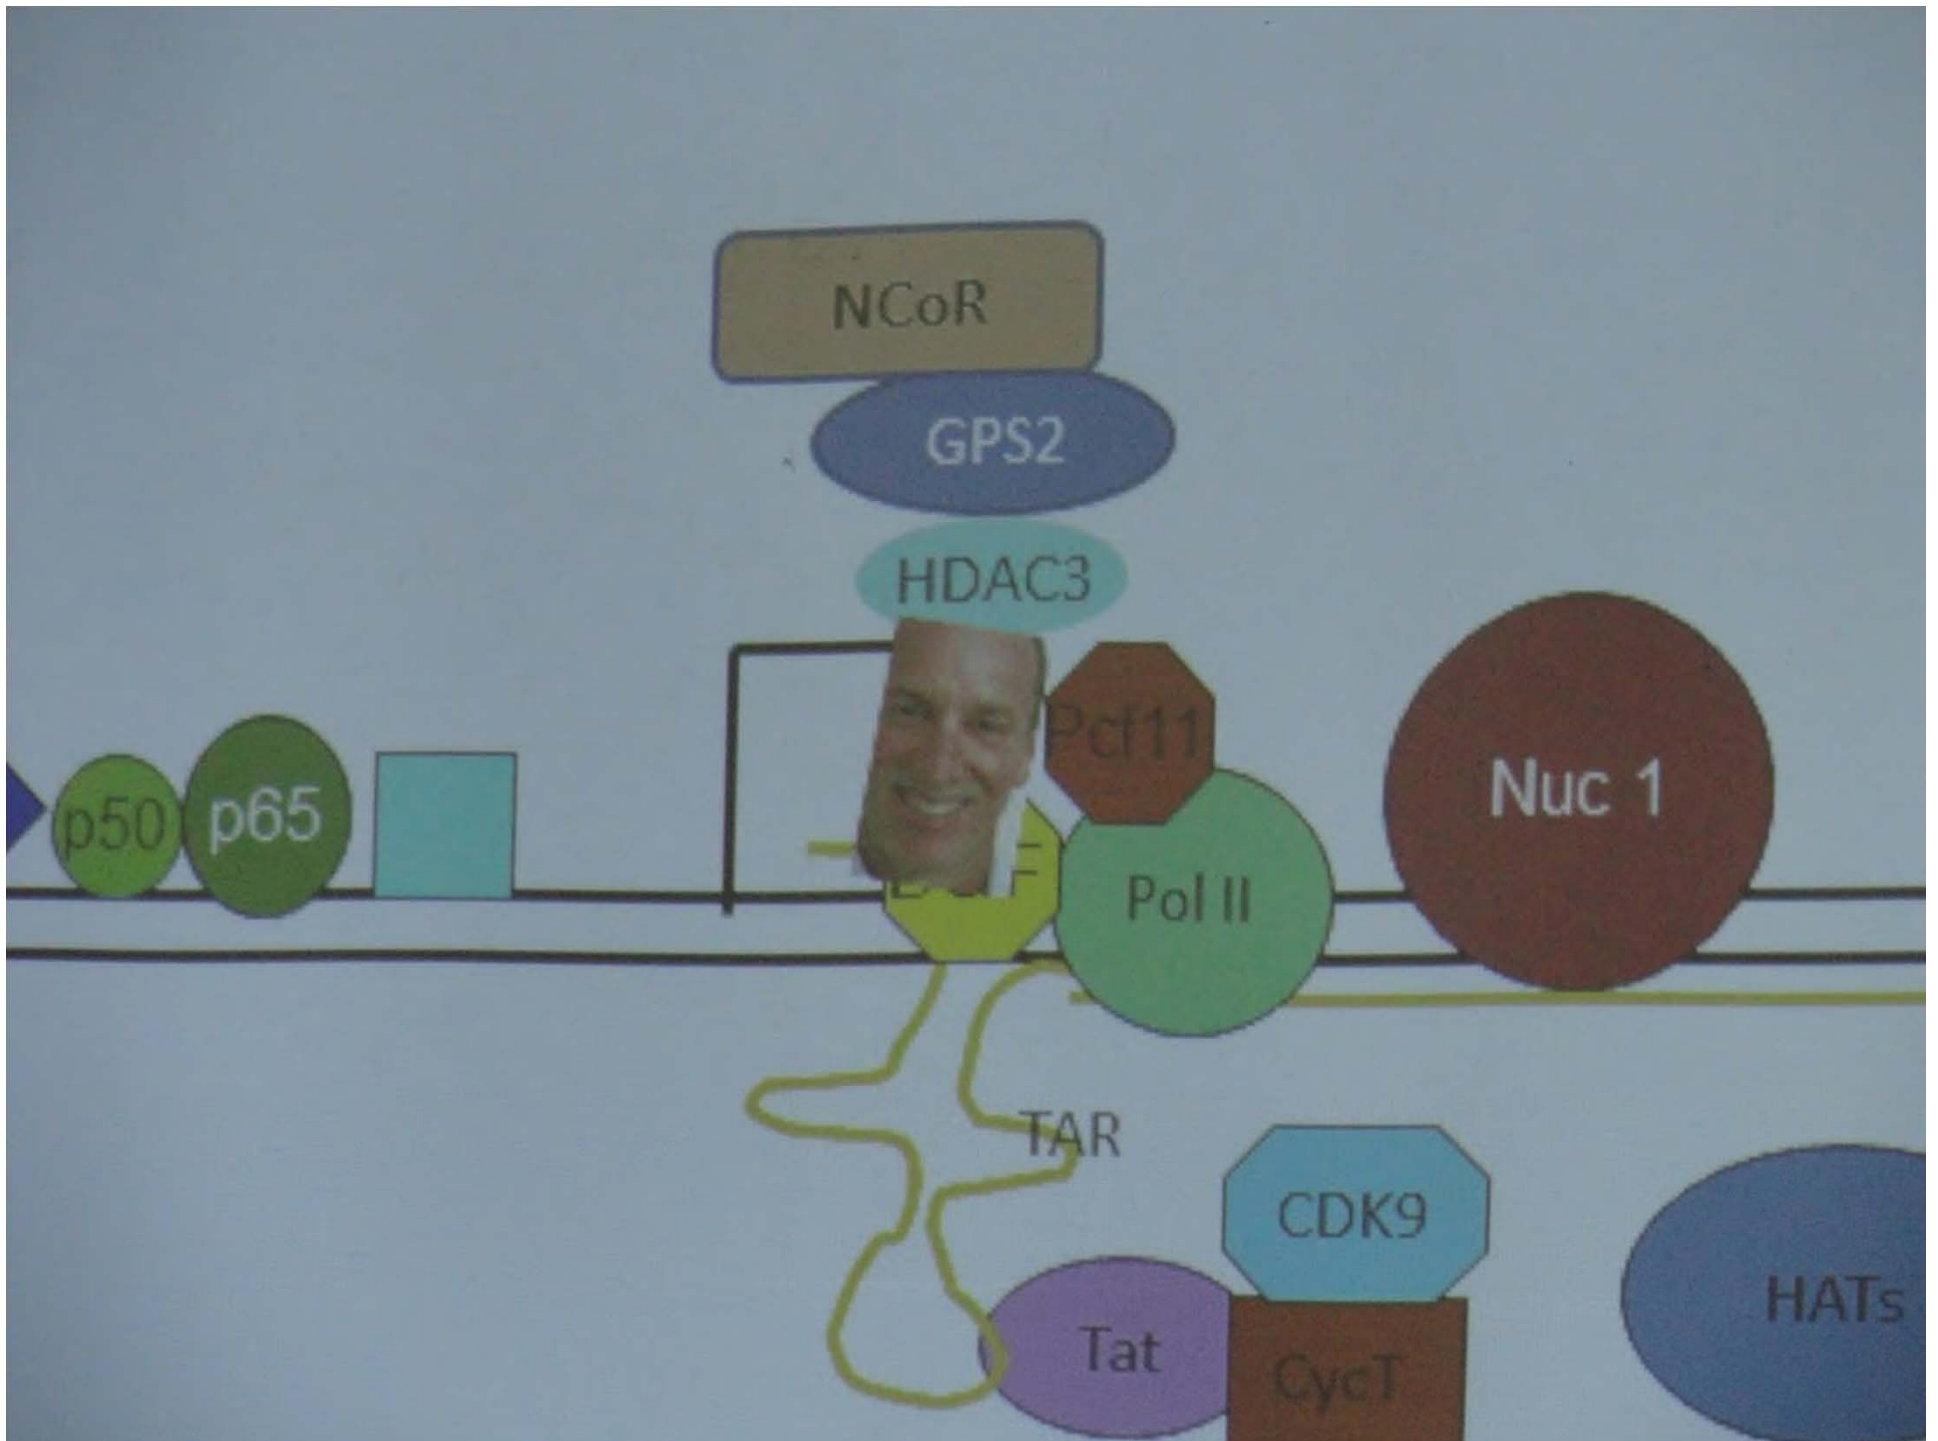 NCoR
GPS2
HDAC3
Pcf11
p50
p65
Nuc 1
Pol II
TAR
CDK9
HATs
Tat
CycT